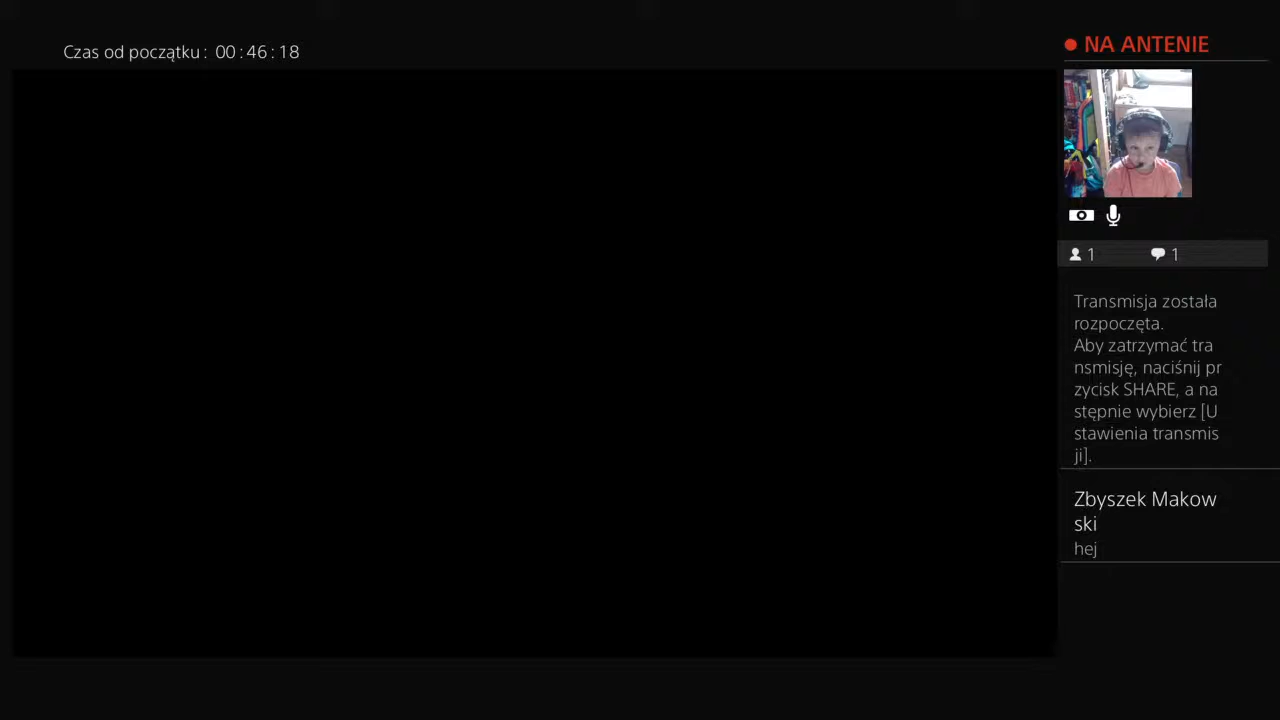 Czas od początku : 00 : 46 : 18
NA ANTENIE
1 1
Transmisja została
rozpoczęta.
Aby zatrzymać tra
nsmisję, naciśnij pr
zycisk SHARE, a na
stępnie wybierz [U
stawienia transmis
ji].
Zbyszek Makow
ski
hej